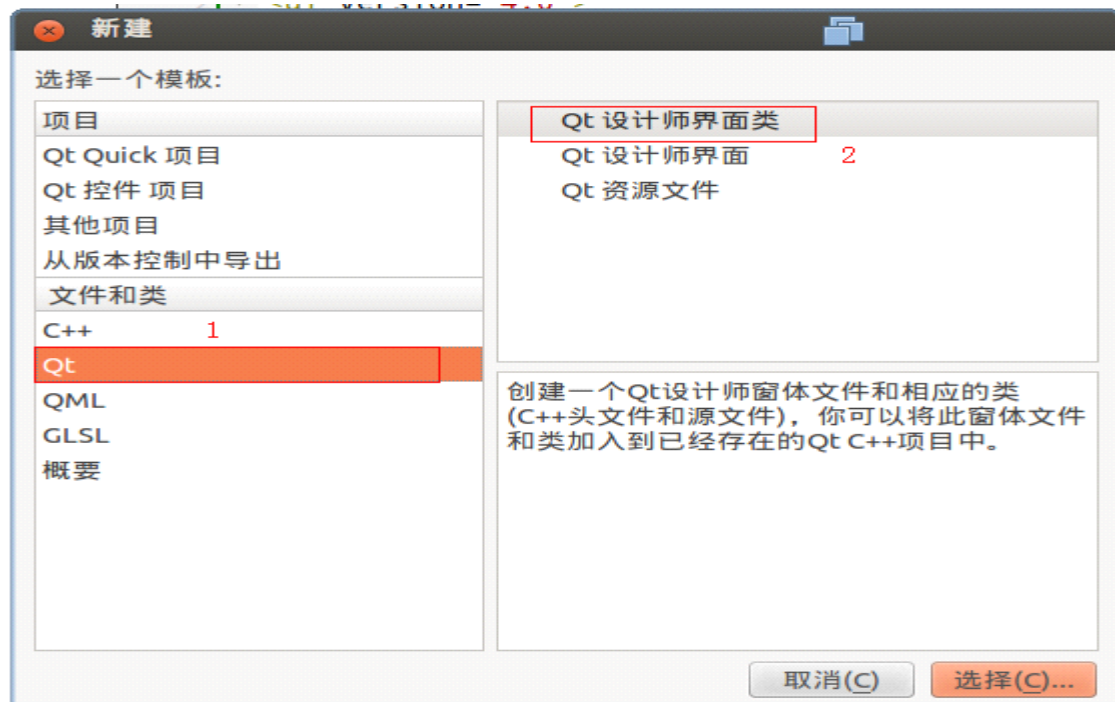 新建
选择一个模板:
项目
Qt Quick 项目
Qt 控件 项目
其他项目
从版本控制中导出
文件和类
C++ 1
Qt
QML
GLSL
概要
Qt 设计师界面类
Qt 设计师界面 2
Qt 资源文件
创建一个Qt设计师窗体文件和相应的类
(C++头文件和源文件)，你可以将此窗体文件
和类加入到已经存在的Qt C++项目中。
取消(C) 选择(C)...